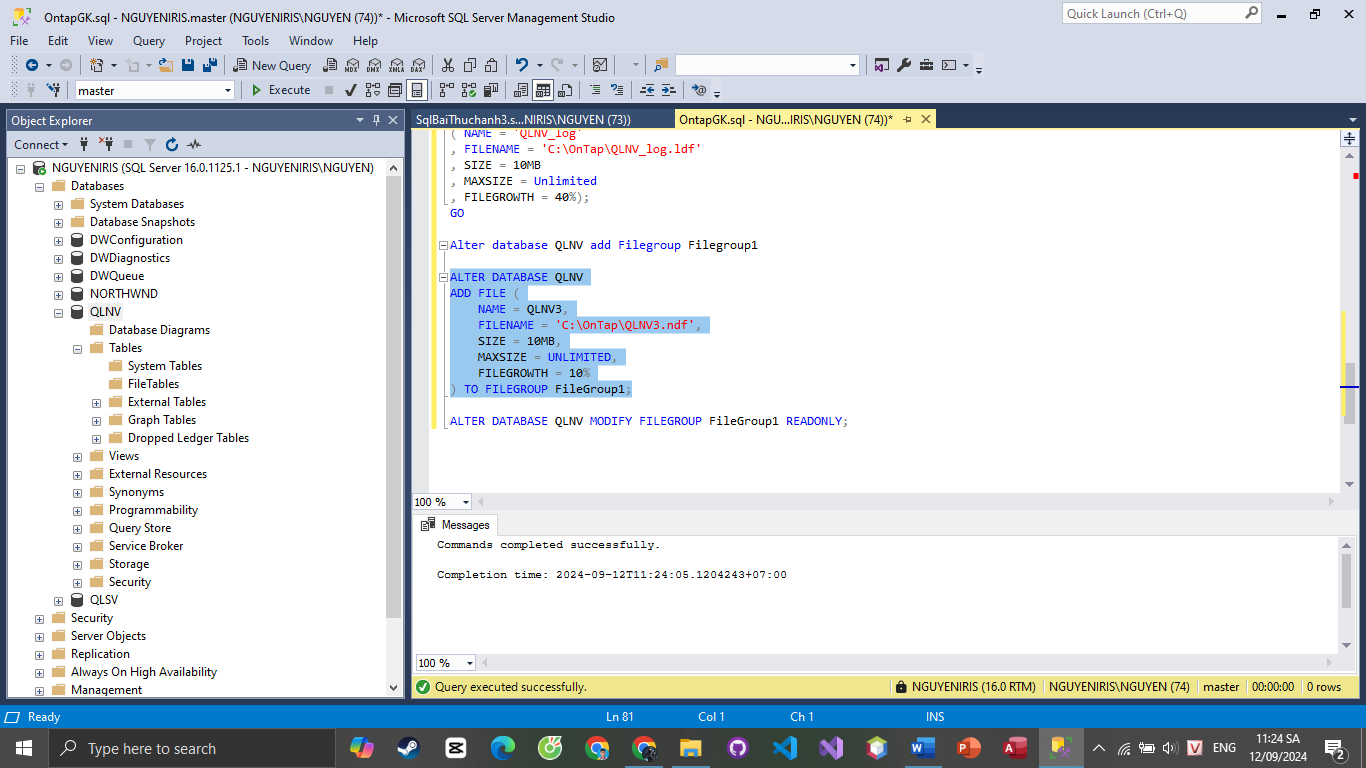 OntapGK.sql - NGUYENIRIS.master (NGUYENIRIS\NGUYEN (74))* - Microsoft SQL Server Management Studio
Quick Launch (Ctrl+Q)
File Edit View Query Project Tools Window Help
New Query MDX DMX XMLA DAX
master Execute
Object Explorer
Connect
NGUYENIRIS (SQL Server 16.0.1125.1 - NGUYENIRIS\NGUYEN)
Databases
System Databases
Database Snapshots
DWConfiguration
DWDiagnostics
DWQueue
NORTHWND
QLNV
Database Diagrams
Tables
System Tables
FileTables
External Tables
Graph Tables
Dropped Ledger Tables
Views
External Resources
Synonyms
Programmability
Query Store
Service Broker
Storage
Security
QLSV
Security
Server Objects
Replication
Always On High Availability
Management
SqlBaiThuchanh3.s...NIRIS\NGUYEN (73))
OntapGK.sql - NGU...IRIS\NGUYEN (74))*
( NAME = 'QLNV_log'
, FILENAME = 'C:\OnTap\QLNV_log.ldf'
, SIZE = 10MB
, MAXSIZE = Unlimited
, FILEGROWTH = 40%);
GO
Alter database QLNV add Filegroup Filegroup1
ALTER DATABASE QLNV
ADD FILE (
NAME = QLNV3,
FILENAME = 'C:\OnTap\QLNV3.ndf',
SIZE = 10MB,
MAXSIZE = UNLIMITED,
FILEGROWTH = 10%
) TO FILEGROUP FileGroup1;
ALTER DATABASE QLNV MODIFY FILEGROUP FileGroup1 READONLY;
100 %
Messages
Commands completed successfully.
Completion time: 2024-09-12T11:24:05.1204243+07:00
100 %
Query executed successfully.
NGUYENIRIS (16.0 RTM) NGUYENIRIS\NGUYEN (74) master 00:00:00 0 rows
Ready Ln 81 Col 1 Ch 1 INS
Type here to search
ENG
11:24 SA
12/09/2024
2